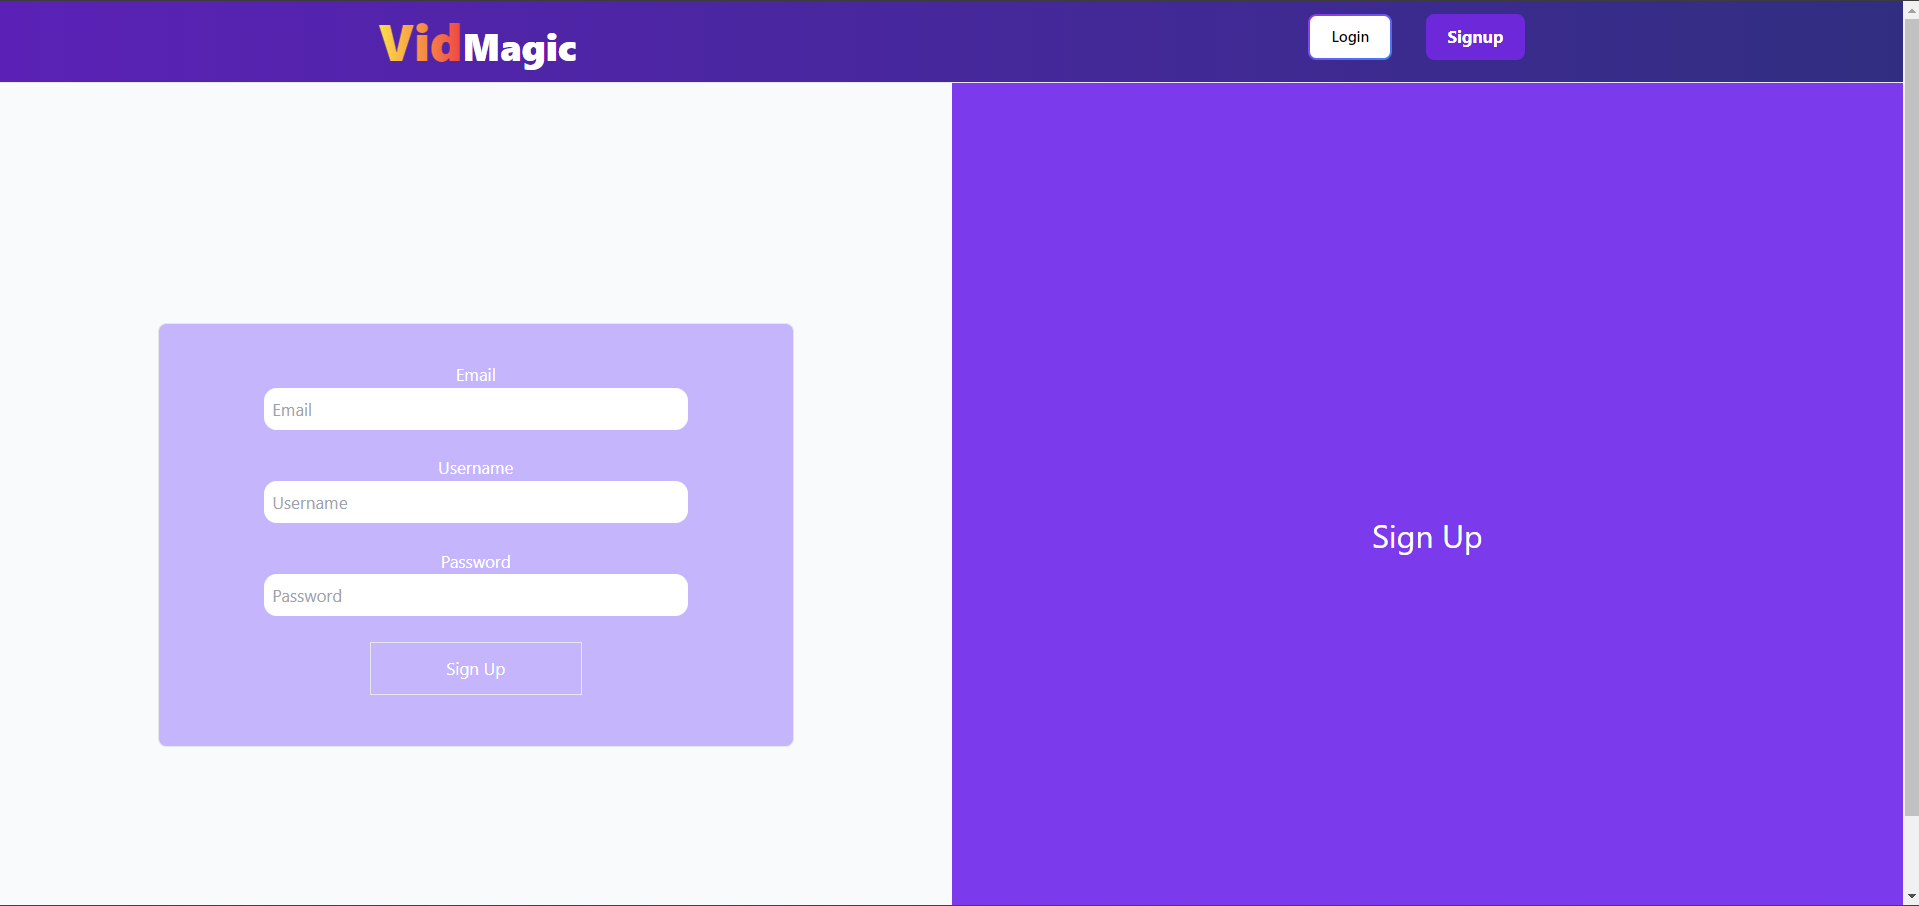 VidMagic
Login
Signup
Email
Email
Username
Username
Password
Password
Sign Up
Sign Up